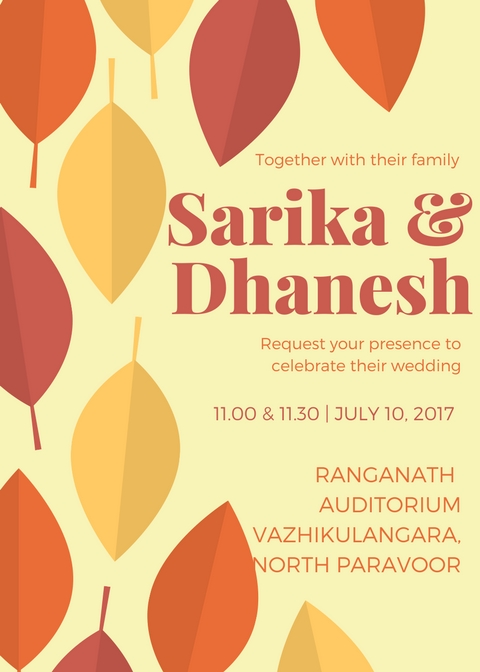 Together with their family
Sarika &
Dhanesh
Request your presence to
celebrate their wedding
11.00 & 11.30 | JULY 10, 2017
RANGANATH
AUDITORIUM
VAZHIKULANGARA,
NORTH PARAVOOR